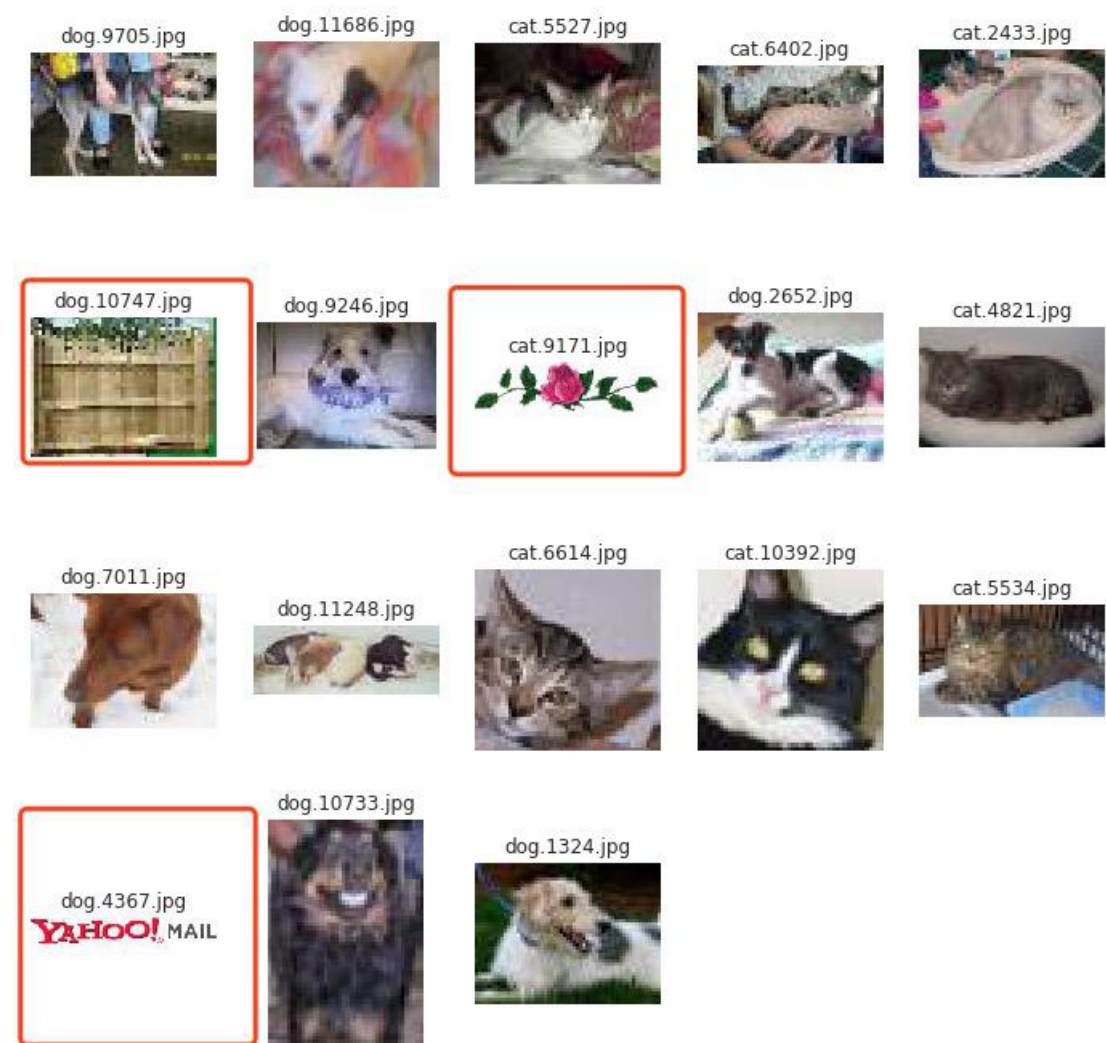 dog.9705.jpg dog.11686.jpg cat.5527.jpg cat.6402.jpg cat.2433.jpg
dog.10747.jpg dog.9246.jpg cat.9171.jpg dog.2652.jpg cat.4821.jpg
dog.7011.jpg dog.11248.jpg cat.6614.jpg cat.10392.jpg cat.5534.jpg
dog.4367.jpg dog.10733.jpg dog.1324.jpg
YAHOO! MAIL